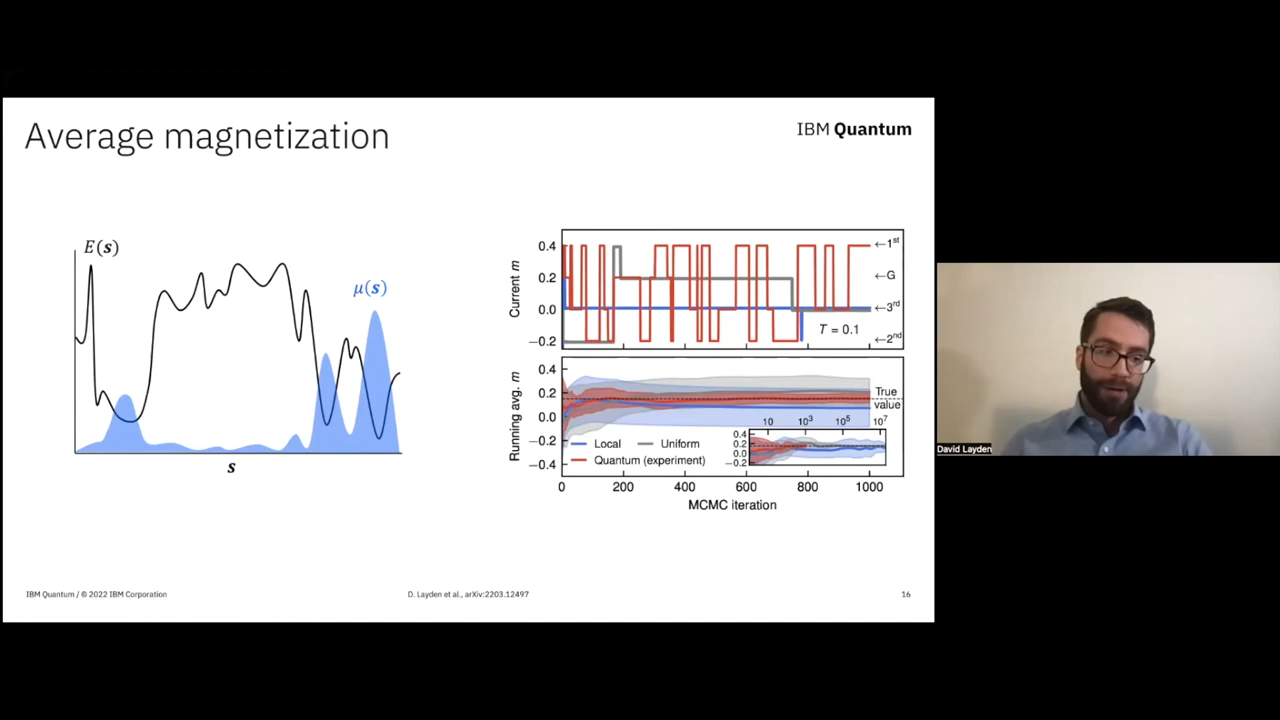 Average magnetization
IBM Quantum
E(s)
μ(s)
s
Current m
0.4
0.2
0.0
−0.2
←1st
←G
←3rd
←2nd
T = 0.1
Running avg. m
0.4
0.2
0.0
−0.2
−0.4
True
value
Local
Uniform
Quantum (experiment)
10 10³ 10⁵ 10⁷
0.4
0.2
0.0
−0.2
0 200 400 600 800 1000
MCMC iteration
David Layden
IBM Quantum / © 2022 IBM Corporation
D. Layden et al., arXiv:2203.12497
16